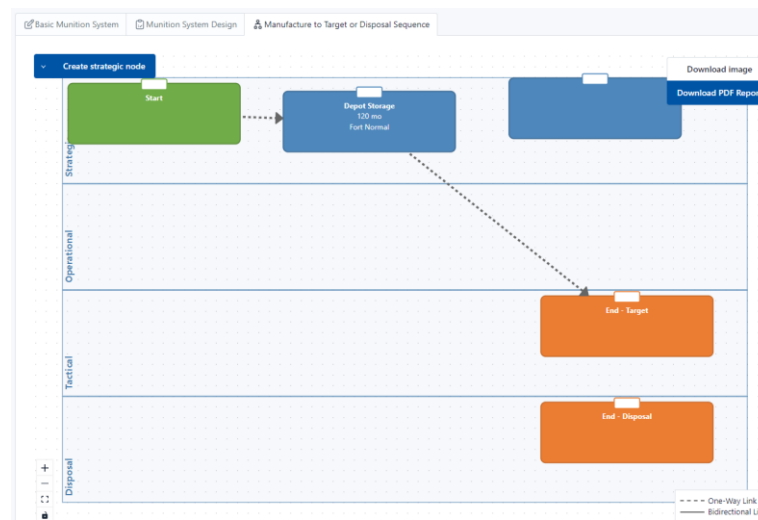 Basic Munition System
Munition System Design
Manufacture to Target or Disposal Sequence
Create strategic node
Download image
Download PDF Repor
Start
Depot Storage
120 mo
Fort Normal
Strategi
Operational
End - Target
Tactical
End - Disposal
Disposal
One-Way Link
Bidirectional Li